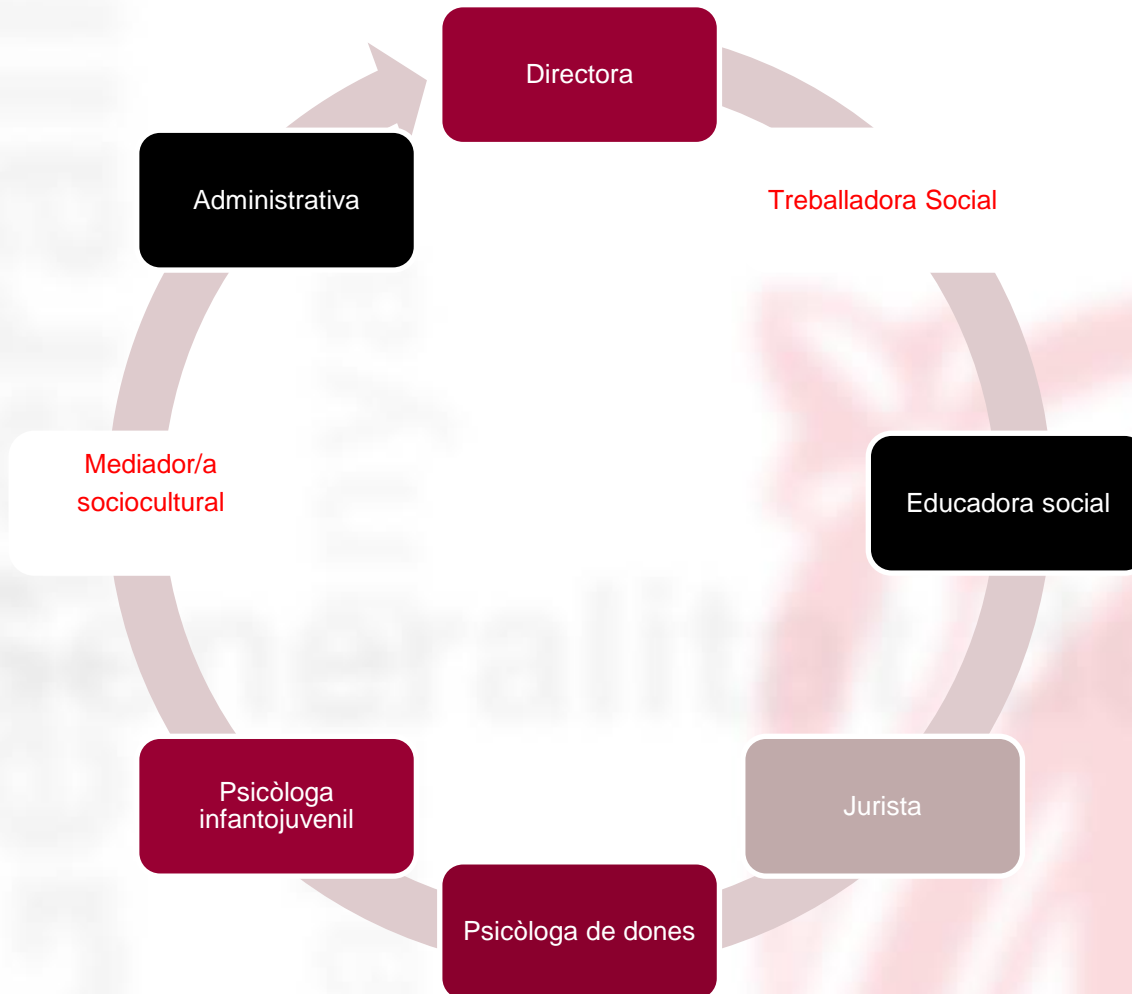 Directora
Treballadora Social
Educadora social
Jurista
Psicòloga de dones
Psicòloga
infantojuvenil
Mediador/a
sociocultural
Administrativa